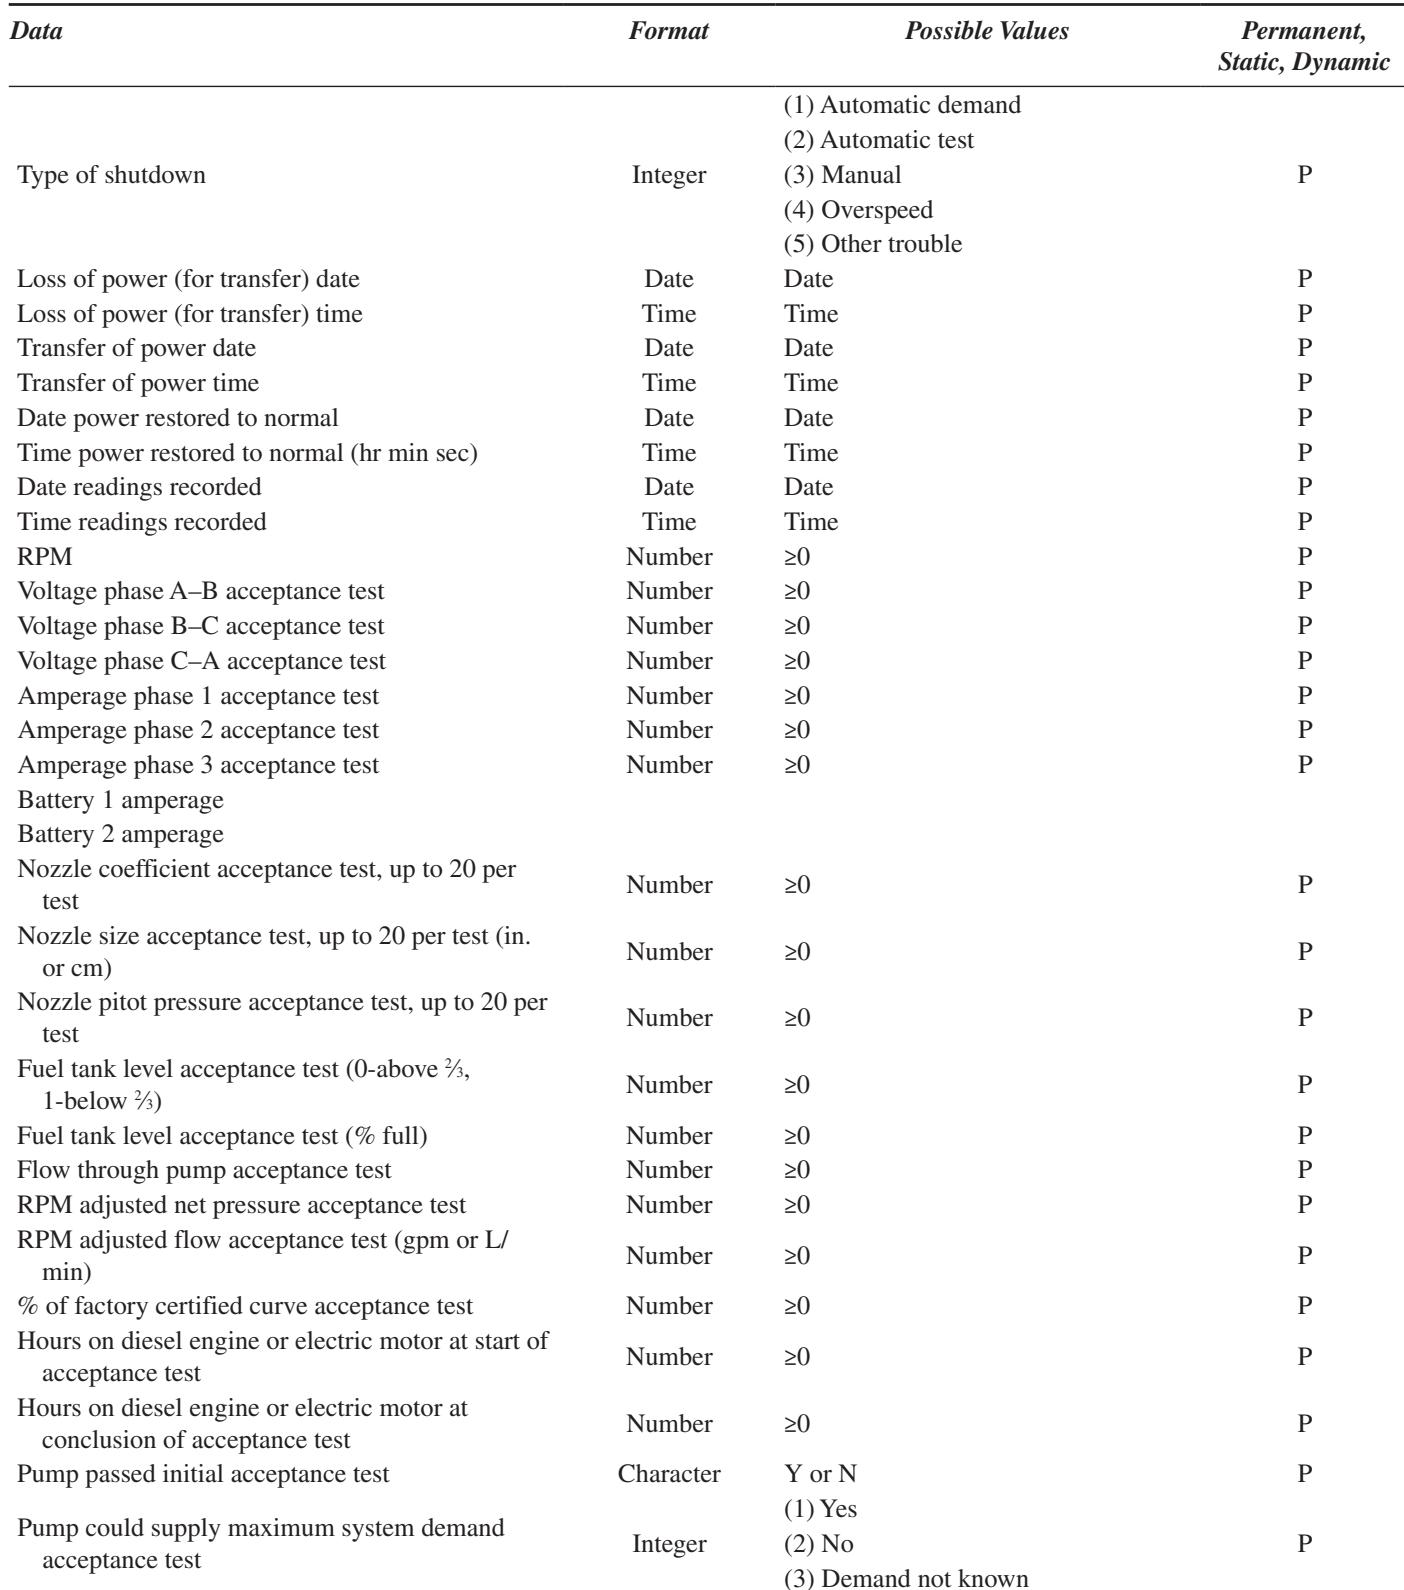 Data Format Possible Values Permanent,
Static, Dynamic
(1) Automatic demand
(2) Automatic test
Type of shutdown Integer (3) Manual P
(4) Overspeed
(5) Other trouble
Loss of power (for transfer) date Date Date P
Loss of power (for transfer) time Time Time P
Transfer of power date Date Date P
Transfer of power time Time Time P
Date power restored to normal Date Date P
Time power restored to normal (hr min sec) Time Time P
Date readings recorded Date Date P
Time readings recorded Time Time P
RPM Number ≥0 P
Voltage phase A–B acceptance test Number ≥0 P
Voltage phase B–C acceptance test Number ≥0 P
Voltage phase C–A acceptance test Number ≥0 P
Amperage phase 1 acceptance test Number ≥0 P
Amperage phase 2 acceptance test Number ≥0 P
Amperage phase 3 acceptance test Number ≥0 P
Battery 1 amperage
Battery 2 amperage
Nozzle coefficient acceptance test, up to 20 per
test Number ≥0 P
Nozzle size acceptance test, up to 20 per test (in.
or cm) Number ≥0 P
Nozzle pitot pressure acceptance test, up to 20 per
test Number ≥0 P
Fuel tank level acceptance test (0-above ⅔,
1-below ⅔) Number ≥0 P
Fuel tank level acceptance test (% full) Number ≥0 P
Flow through pump acceptance test Number ≥0 P
RPM adjusted net pressure acceptance test Number ≥0 P
RPM adjusted flow acceptance test (gpm or L/
min) Number ≥0 P
% of factory certified curve acceptance test Number ≥0 P
Hours on diesel engine or electric motor at start of
acceptance test Number ≥0 P
Hours on diesel engine or electric motor at
conclusion of acceptance test Number ≥0 P
Pump passed initial acceptance test Character Y or N P
(1) Yes
Pump could supply maximum system demand
acceptance test Integer (2) No P
(3) Demand not known